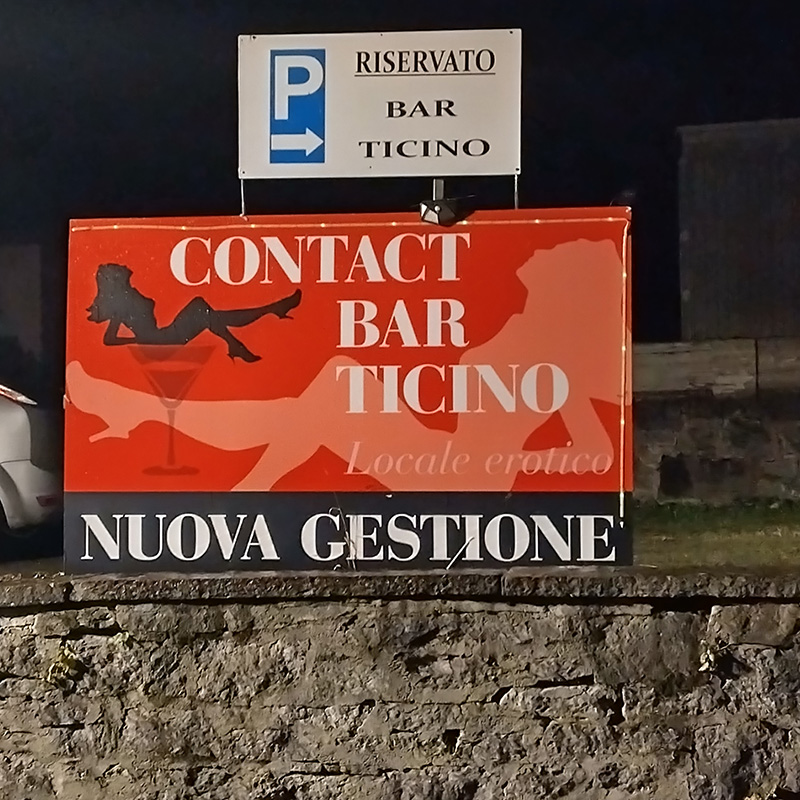 P
RISERVATO
BAR
TICINO
CONTACT
BAR
TICINO
Locale erotico
NUOVA GESTIONE